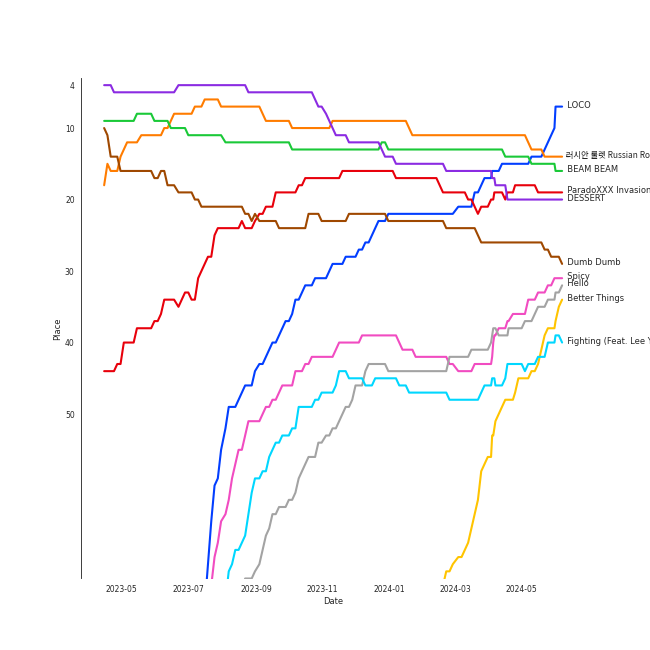 4
10
20
30
40
50
Place
2023-05
2023-07
2023-09
2023-11
2024-01
2024-03
2024-05
Date
LOCO
러시안 룰렛 Russian Ro
BEAM BEAM
ParadoXXX Invasion
DESSERT
Dumb Dumb
Spicy
Hello
Better Things
Fighting (Feat. Lee Y